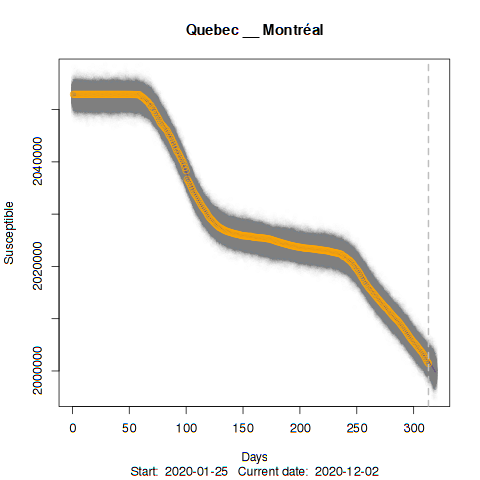 Quebec __ Montréal
Susceptible
2040000
2020000
2000000
0 50 100 150 200 250 300
Days
Start: 2020-01-25 Current date: 2020-12-02